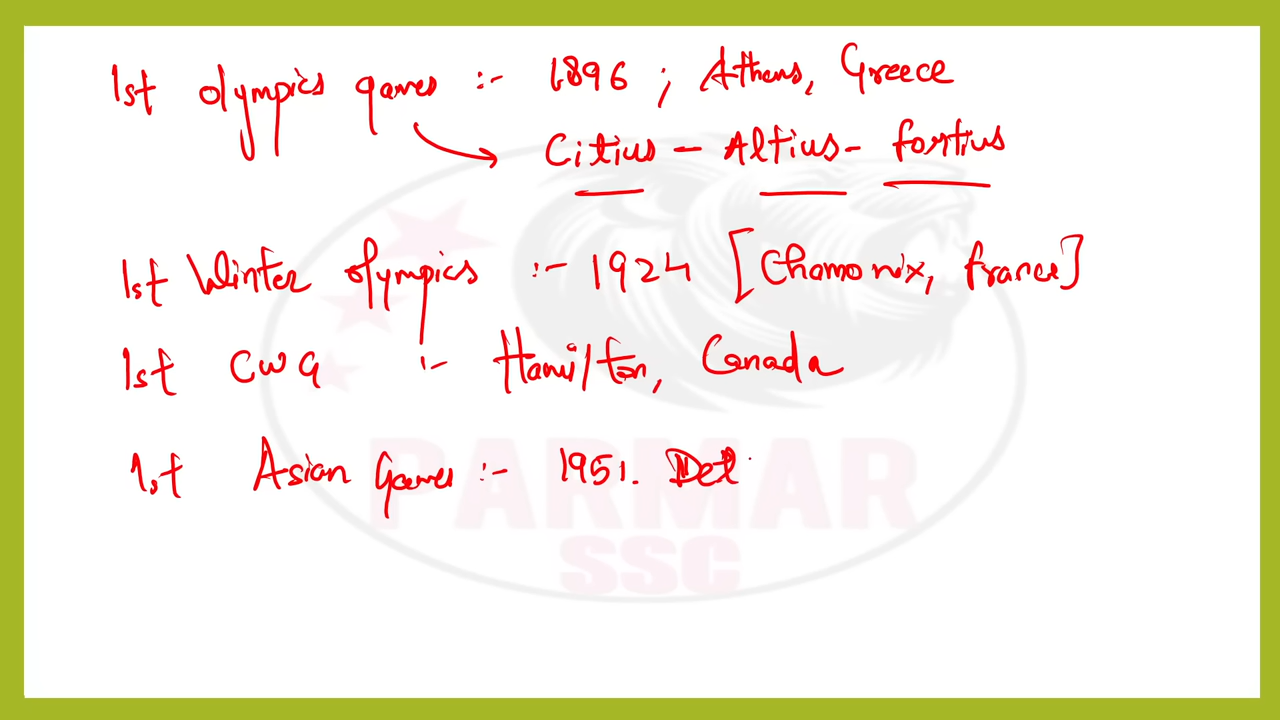 1st Olympics games :- 1896 ; Athens, Greece
Citius - Altius - fortius
1st Winter Olympics :- 1924 [Chamonix, france]
1st CWG :- Hamilton, Canada
1st Asian Games :- 1951. Del
PARMAR
SSC